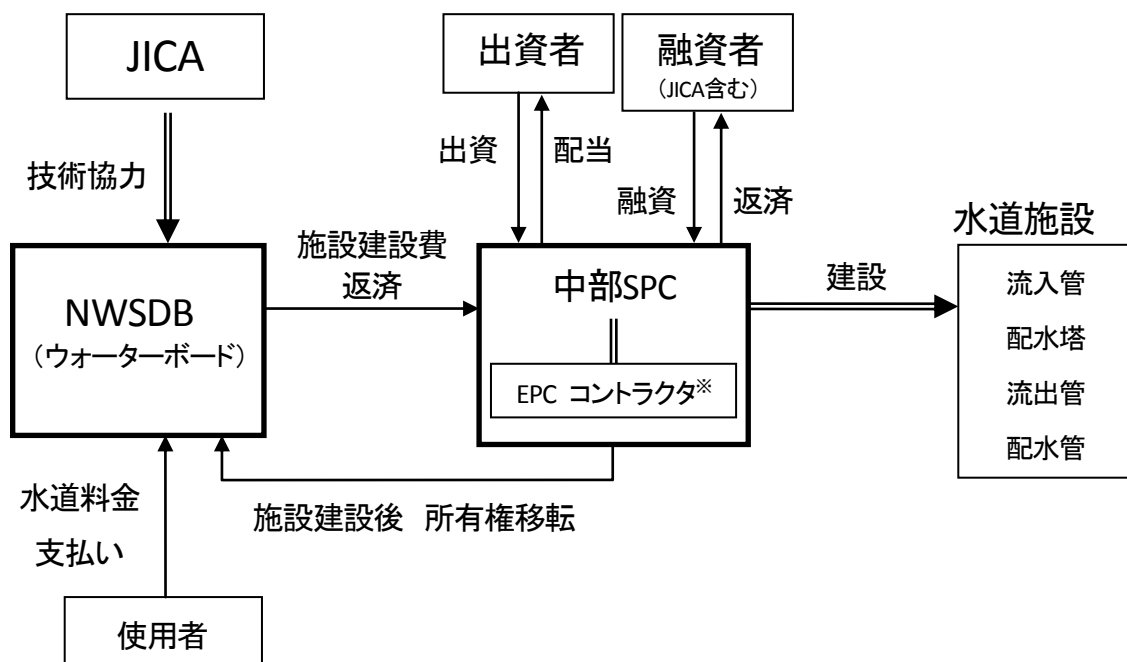 JICA
出資者
融資者
(JICA含む)
技術協力
出資
配当
融資
返済
水道施設
NWSDB
(ウォーターボード)
施設建設費
返済
中部SPC
EPC コントラクタ※
建設
流入管
配水塔
流出管
配水管
水道料金
支払い
施設建設後 所有権移転
使用者